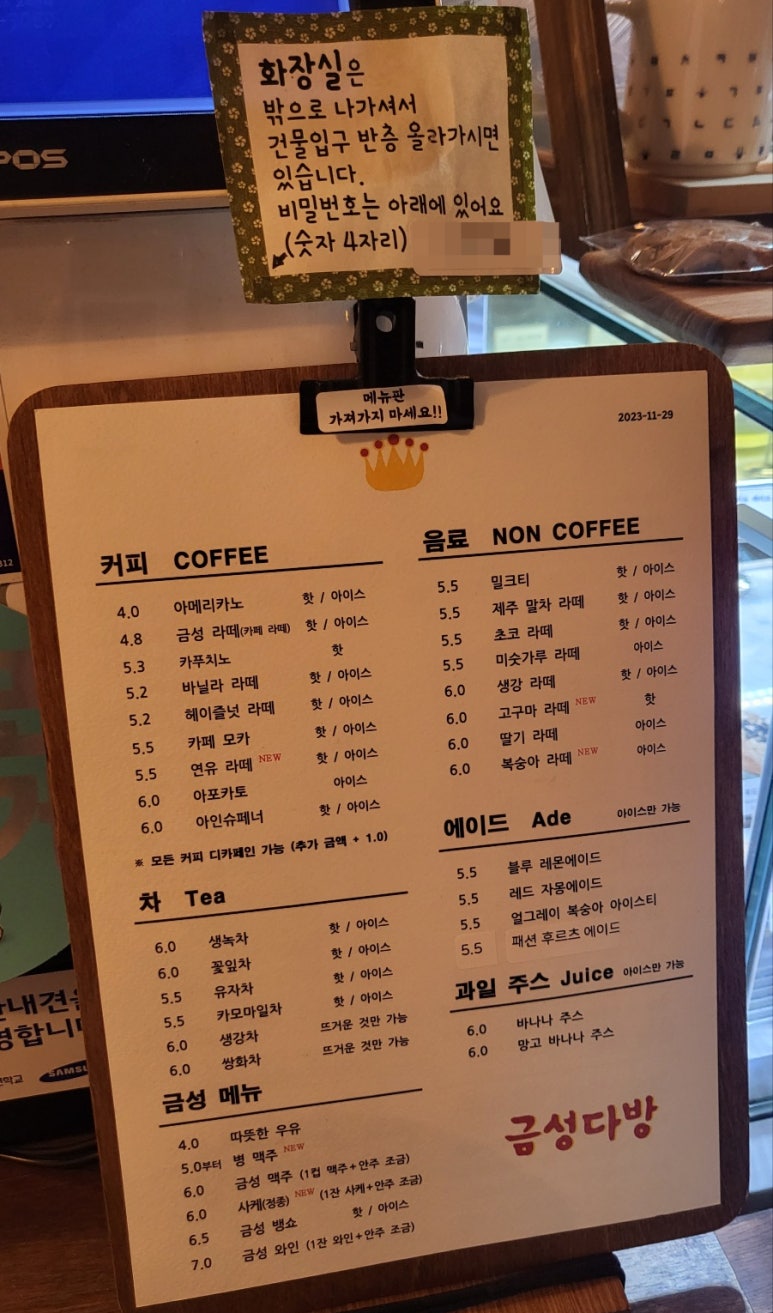 POS
화장실은
밖으로 나가셔서
건물입구 반층 올라가시면
있습니다.
비밀번호는 아래에 있어요
(숫자 4자리)
메뉴판
가져가지 마세요!!
2023-11-29
커피 COFFEE
4.0 아메리카노 핫 / 아이스
4.8 금성 라떼(카페 라떼) 핫 / 아이스
5.3 카푸치노 핫
5.2 바닐라 라떼 핫 / 아이스
5.2 헤이즐넛 라떼 핫 / 아이스
5.5 카페 모카 핫 / 아이스
5.5 연유 라떼 NEW 핫 / 아이스
6.0 아포카토 아이스
6.0 아인슈페너 핫 / 아이스
※ 모든 커피 디카페인 가능 (추가 금액 + 1.0)
차 Tea
6.0 생녹차 핫 / 아이스
6.0 꽃잎차 핫 / 아이스
5.5 유자차 핫 / 아이스
5.5 카모마일차 핫 / 아이스
6.0 생강차 뜨거운 것만 가능
6.0 쌍화차 뜨거운 것만 가능
금성 메뉴
4.0 따뜻한 우유
5.0부터 병 맥주 NEW
6.0 금성 맥주 (1컵 맥주+안주 조금)
6.0 사케(정종) NEW (1잔 사케+안주 조금)
6.5 금성 뱅쇼 핫 / 아이스
7.0 금성 와인 (1잔 와인+안주 조금)
음료 NON COFFEE
5.5 밀크티 핫 / 아이스
5.5 제주 말차 라떼 핫 / 아이스
5.5 초코 라떼 핫 / 아이스
5.5 미숫가루 라떼 아이스
6.0 생강 라떼 핫 / 아이스
6.0 고구마 라떼 NEW 핫
6.0 딸기 라떼 아이스
6.0 복숭아 라떼 NEW 아이스
에이드 Ade 아이스만 가능
5.5 블루 레몬에이드
5.5 레드 자몽에이드
5.5 얼그레이 복숭아 아이스티
5.5 패션 후르츠 에이드
과일 주스 Juice 아이스만 가능
6.0 바나나 주스
6.0 망고 바나나 주스
금성다방
312
안내견을
영합니다
학교 SAMSU